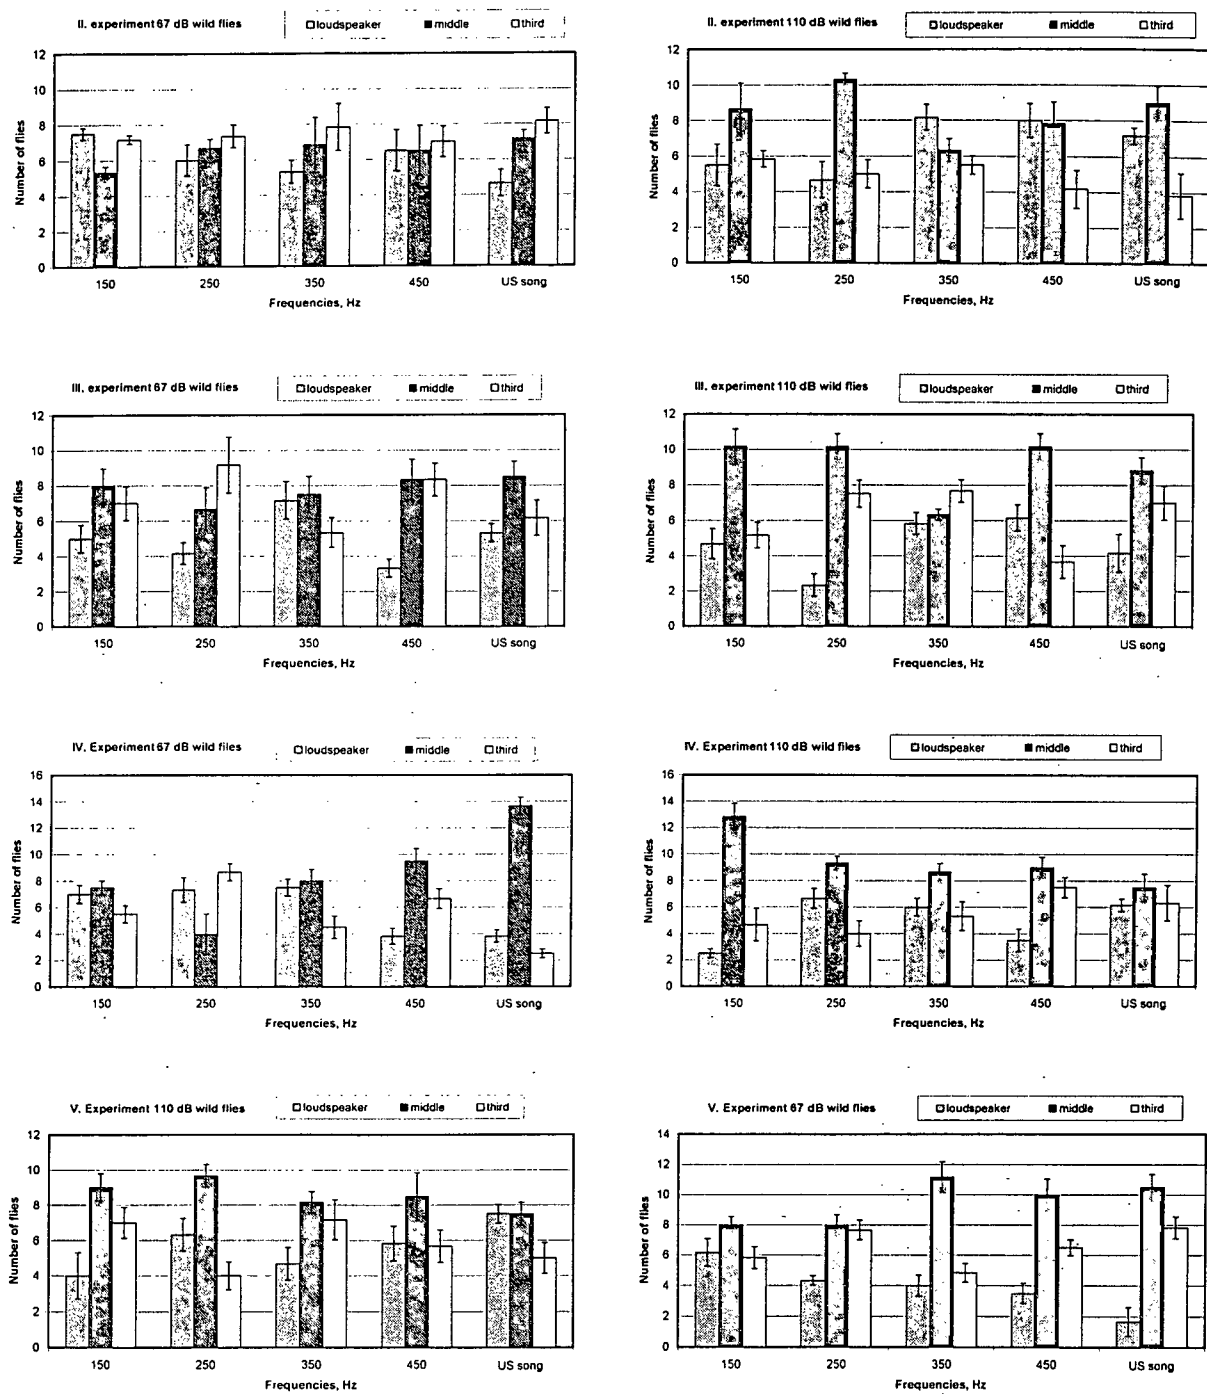 II. experiment 67 dB wild flies loudspeaker middle third
Number of flies
12
10
8
6
4
2
0
150 250 350 450 US song
Frequencies, Hz
II. experiment 110 dB wild flies loudspeaker middle third
Number of flies
12
10
8
6
4
2
0
150 250 350 450 US song
Frequencies, Hz
III. experiment 67 dB wild flies loudspeaker middle third
Number of flies
12
10
8
6
4
2
0
150 250 350 450 US song
Frequencies, Hz
III. experiment 110 dB wild flies loudspeaker middle third
Number of flies
12
10
8
6
4
2
0
150 250 350 450 US song
Frequencies, Hz
IV. Experiment 67 dB wild flies loudspeaker middle third
Number of flies
16
14
12
10
8
6
4
2
0
150 250 350 450 US song
Frequencies, Hz
IV. Experiment 110 dB wild flies loudspeaker middle third
Number of flies
16
14
12
10
8
6
4
2
0
150 250 350 450 US song
Frequencies, Hz
V. Experiment 110 dB wild flies loudspeaker middle third
Number of flies
12
10
8
6
4
2
0
150 250 350 450 US song
Frequencies, Hz
V. Experiment 67 dB wild flies loudspeaker middle third
Number of flies
14
12
10
8
6
4
2
0
150 250 350 450 US song
Frequencies, Hz